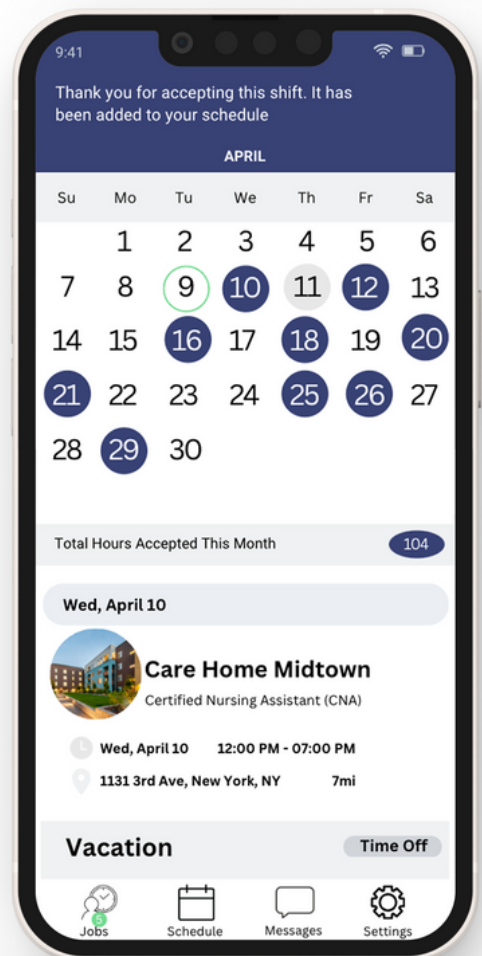 9:41
Thank you for accepting this shift. It has
been added to your schedule
APRIL
Su Mo Tu We Th Fr Sa
1 2 3 4 5 6
7 8 9 10 11 12 13
14 15 16 17 18 19 20
21 22 23 24 25 26 27
28 29 30
Total Hours Accepted This Month 104
Wed, April 10
Care Home Midtown
Certified Nursing Assistant (CNA)
Wed, April 10 12:00 PM - 07:00 PM
1131 3rd Ave, New York, NY 7mi
Vacation Time Off
5
Jobs Schedule Messages Settings